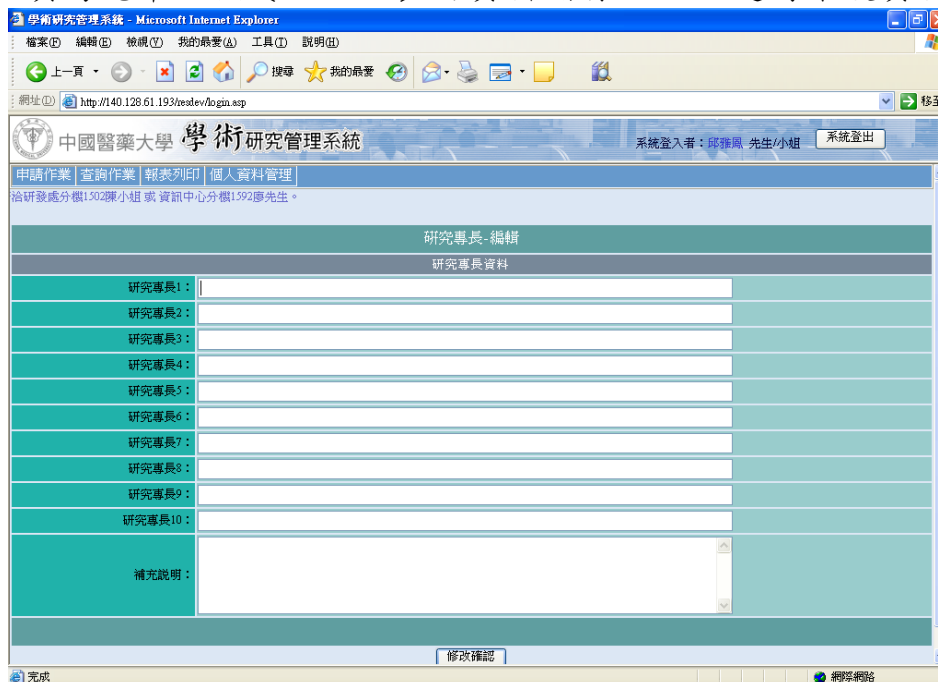 學術研究管理系統 - Microsoft Internet Explorer
檔案(F) 編輯(E) 檢視(V) 我的最愛(A) 工具(T) 說明(H)
上一頁 搜尋 我的最愛
網址(D) http://140.128.61.193/resdev/login.asp 移至
中國醫藥大學 學術研究管理系統 系統登入者：邱雅鳳 先生/小姐 系統登出
申請作業 查詢作業 報表列印 個人資料管理
洽研發處分機1502陳小姐 或 資訊中心分機1592廖先生。
研究專長-編輯
研究專長資料
研究專長1：
研究專長2：
研究專長3：
研究專長4：
研究專長5：
研究專長6：
研究專長7：
研究專長8：
研究專長9：
研究專長10：
補充說明：
修改確認
完成 網際網路